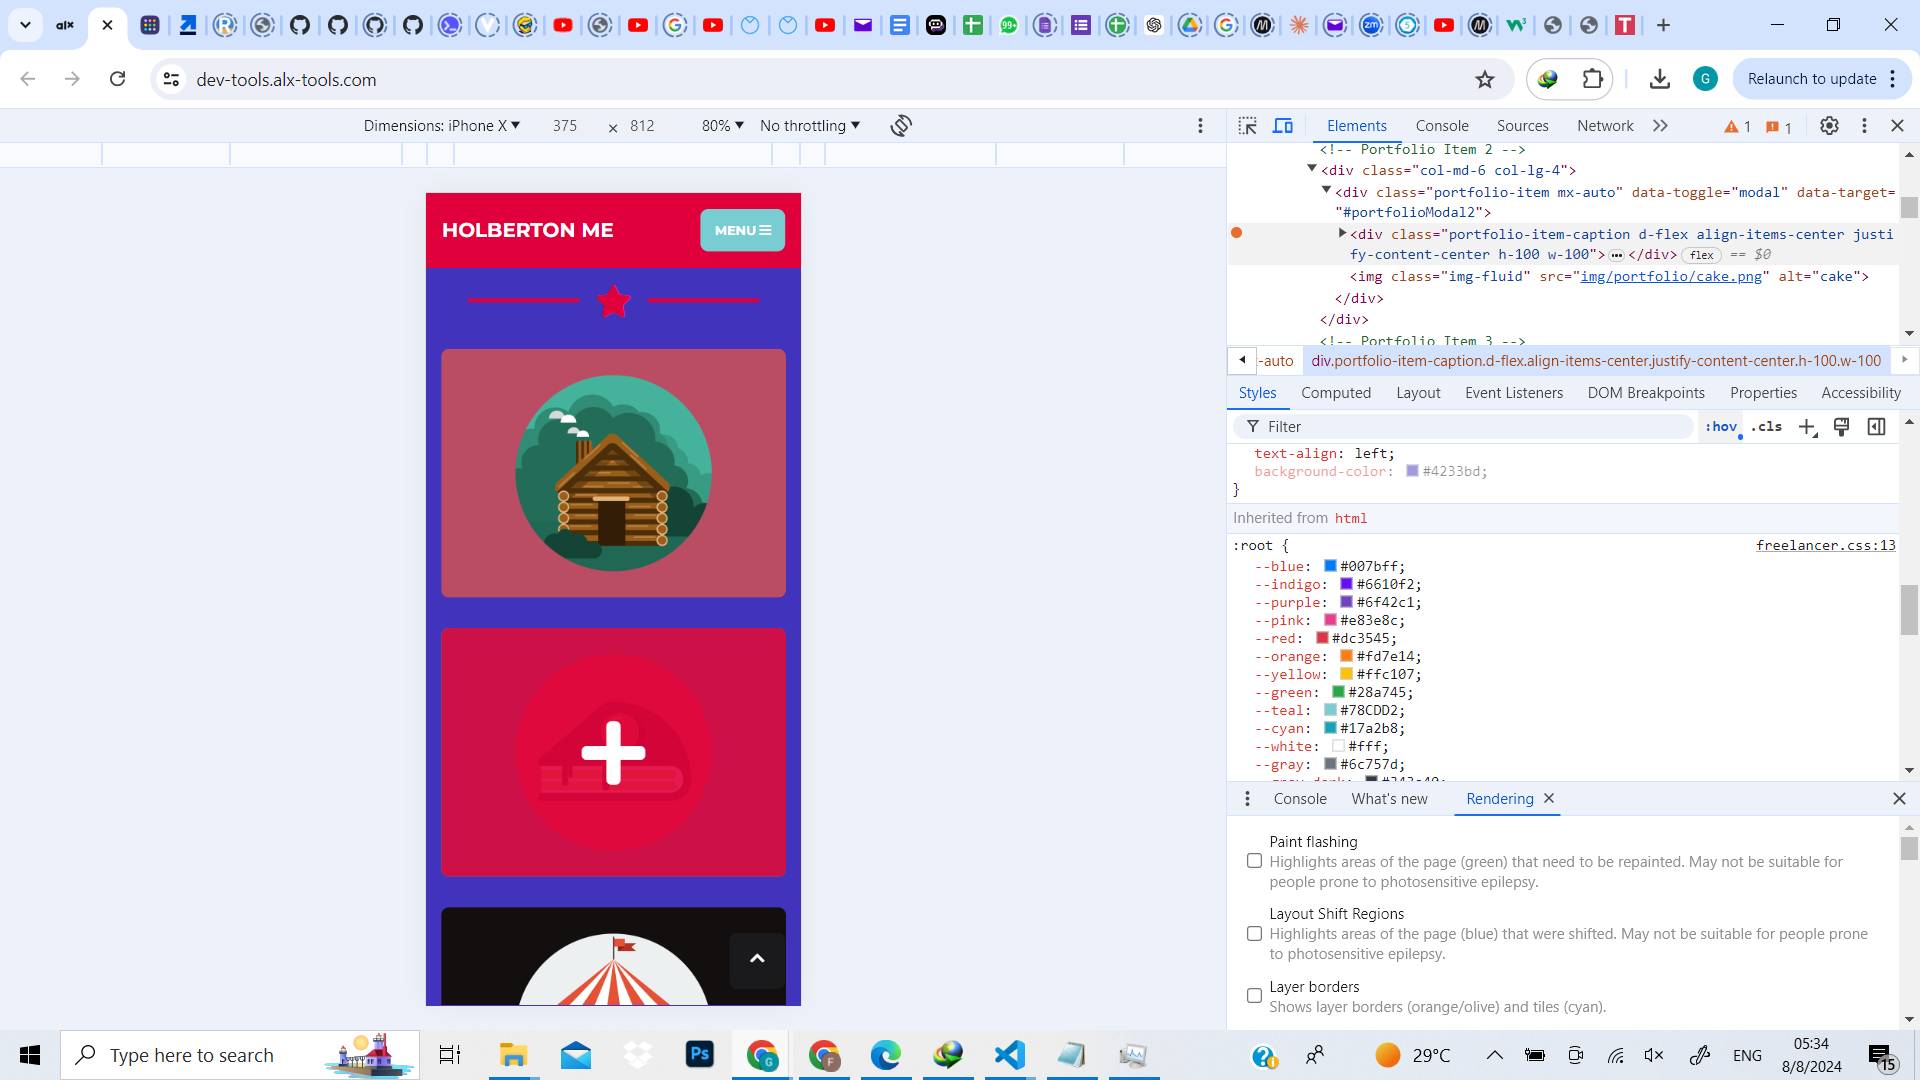 alx
99+
zm
T
dev-tools.alx-tools.com
G
Relaunch to update
Dimensions: iPhone X ▼ 375 × 812 80% ▼ No throttling ▼
Elements Console Sources Network 1 1
HOLBERTON ME
MENU
<!-- Portfolio Item 2 -->
<div class="col-md-6 col-lg-4">
<div class="portfolio-item mx-auto" data-toggle="modal" data-target=
"#portfolioModal2">
<div class="portfolio-item-caption d-flex align-items-center justi
fy-content-center h-100 w-100"> ••• </div> flex == $0
<img class="img-fluid" src="img/portfolio/cake.png" alt="cake">
</div>
</div>
<!-- Portfolio Item 3 -->
-auto div.portfolio-item-caption.d-flex.align-items-center.justify-content-center.h-100.w-100
Styles Computed Layout Event Listeners DOM Breakpoints Properties Accessibility
Filter :hov .cls
text-align: left;
background-color: #4233bd;
}
Inherited from html
:root { freelancer.css:13
--blue: #007bff;
--indigo: #6610f2;
--purple: #6f42c1;
--pink: #e83e8c;
--red: #dc3545;
--orange: #fd7e14;
--yellow: #ffc107;
--green: #28a745;
--teal: #78CDD2;
--cyan: #17a2b8;
--white: #fff;
--gray: #6c757d;
Console What's new Rendering
Paint flashing
Highlights areas of the page (green) that need to be repainted. May not be suitable for
people prone to photosensitive epilepsy.
Layout Shift Regions
Highlights areas of the page (blue) that were shifted. May not be suitable for people prone
to photosensitive epilepsy.
Layer borders
Shows layer borders (orange/olive) and tiles (cyan).
Type here to search
Ps
G
F
29°C
ENG
05:34
8/8/2024
15